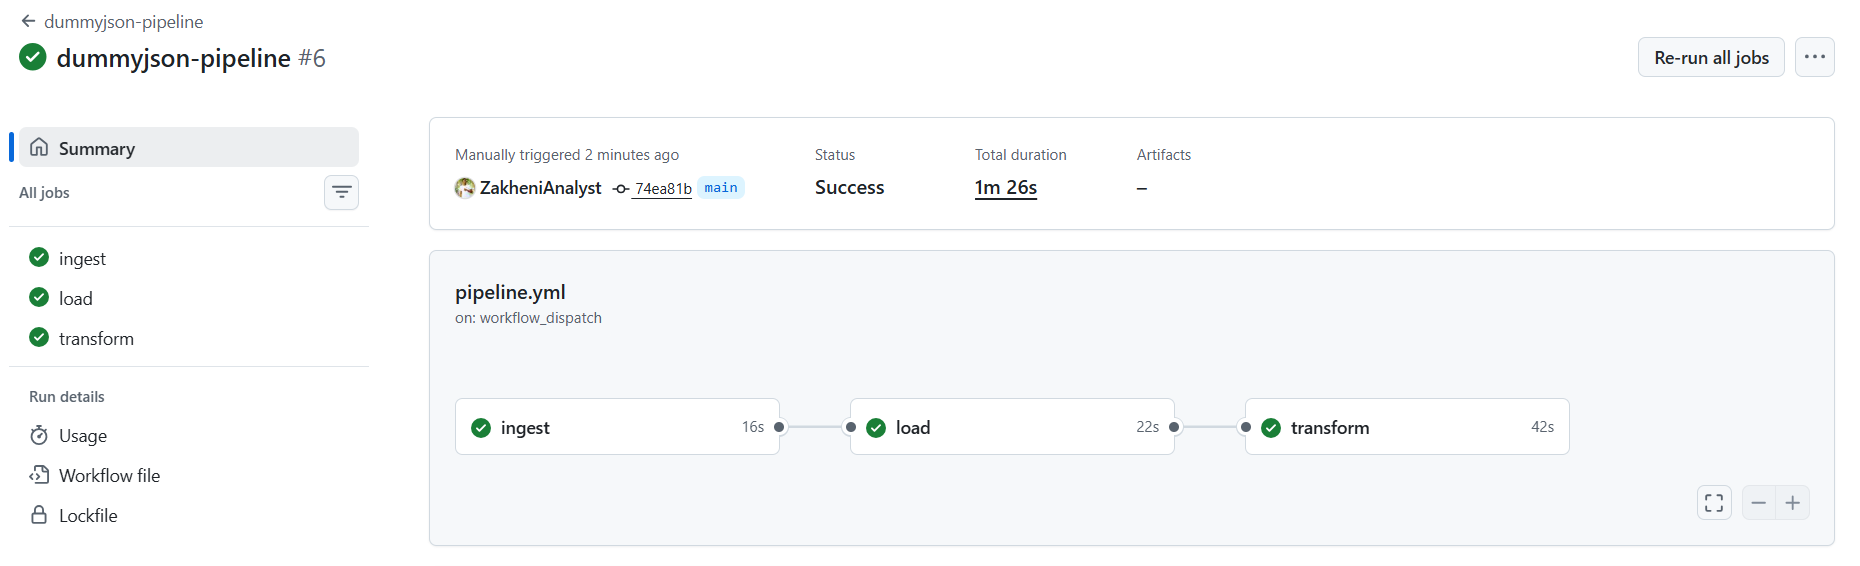 dummyjson-pipeline
dummyjson-pipeline #6
Re-run all jobs
Summary
All jobs
ingest
load
transform
Run details
Usage
Workflow file
Lockfile
Manually triggered 2 minutes ago
ZakheniAnalyst 74ea81b main
Status
Success
Total duration
1m 26s
Artifacts
–
pipeline.yml
on: workflow_dispatch
ingest 16s
load 22s
transform 42s